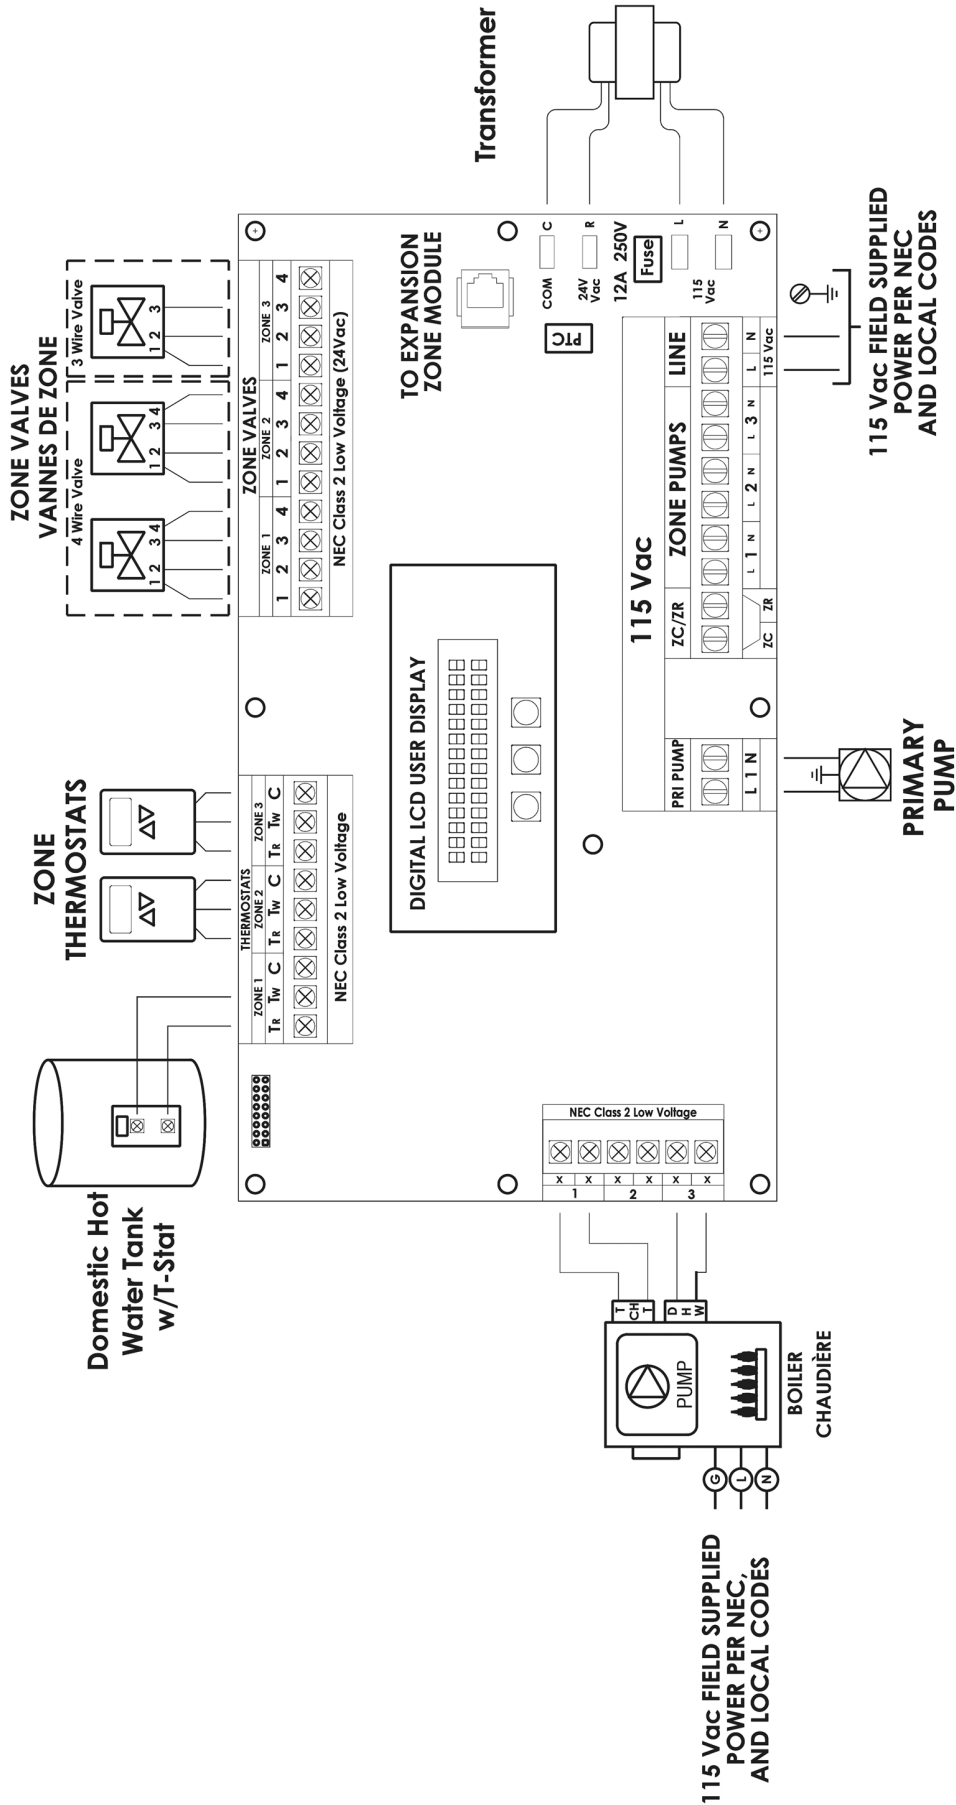 Domestic Hot
Water Tank
w/T-Stat
ZONE
THERMOSTATS
ZONE VALVES
VANNES DE ZONE
4 Wire Valve
3 Wire Valve
1 2 3 4
1 2 3 4
1 2 3
THERMOSTATS
ZONE 1
ZONE 2
ZONE 3
TR TW C TR TW C TR TW C
NEC Class 2 Low Voltage
ZONE VALVES
ZONE 1
ZONE 2
ZONE 3
1 2 3 4 1 2 3 4 1 2 3 4
NEC Class 2 Low Voltage (24Vac)
TO EXPANSION
ZONE MODULE
Transformer
DIGITAL LCD USER DISPLAY
PTC
COM
C
24V
Vac
R
12A 250V
Fuse
115
Vac
L
N
NEC Class 2 Low Voltage
x x x x x x
1 2 3
T
CH
T
D
H
W
PUMP
BOILER
CHAUDIÈRE
G
L
N
115 Vac FIELD SUPPLIED
POWER PER NEC,
AND LOCAL CODES
115 Vac
PRI PUMP
ZC/ZR
ZONE PUMPS
LINE
L 1 N
ZC
ZR
L 1 N
L 2 N
L 3 N
L N
115 Vac
PRIMARY
PUMP
115 Vac FIELD SUPPLIED
POWER PER NEC
AND LOCAL CODES